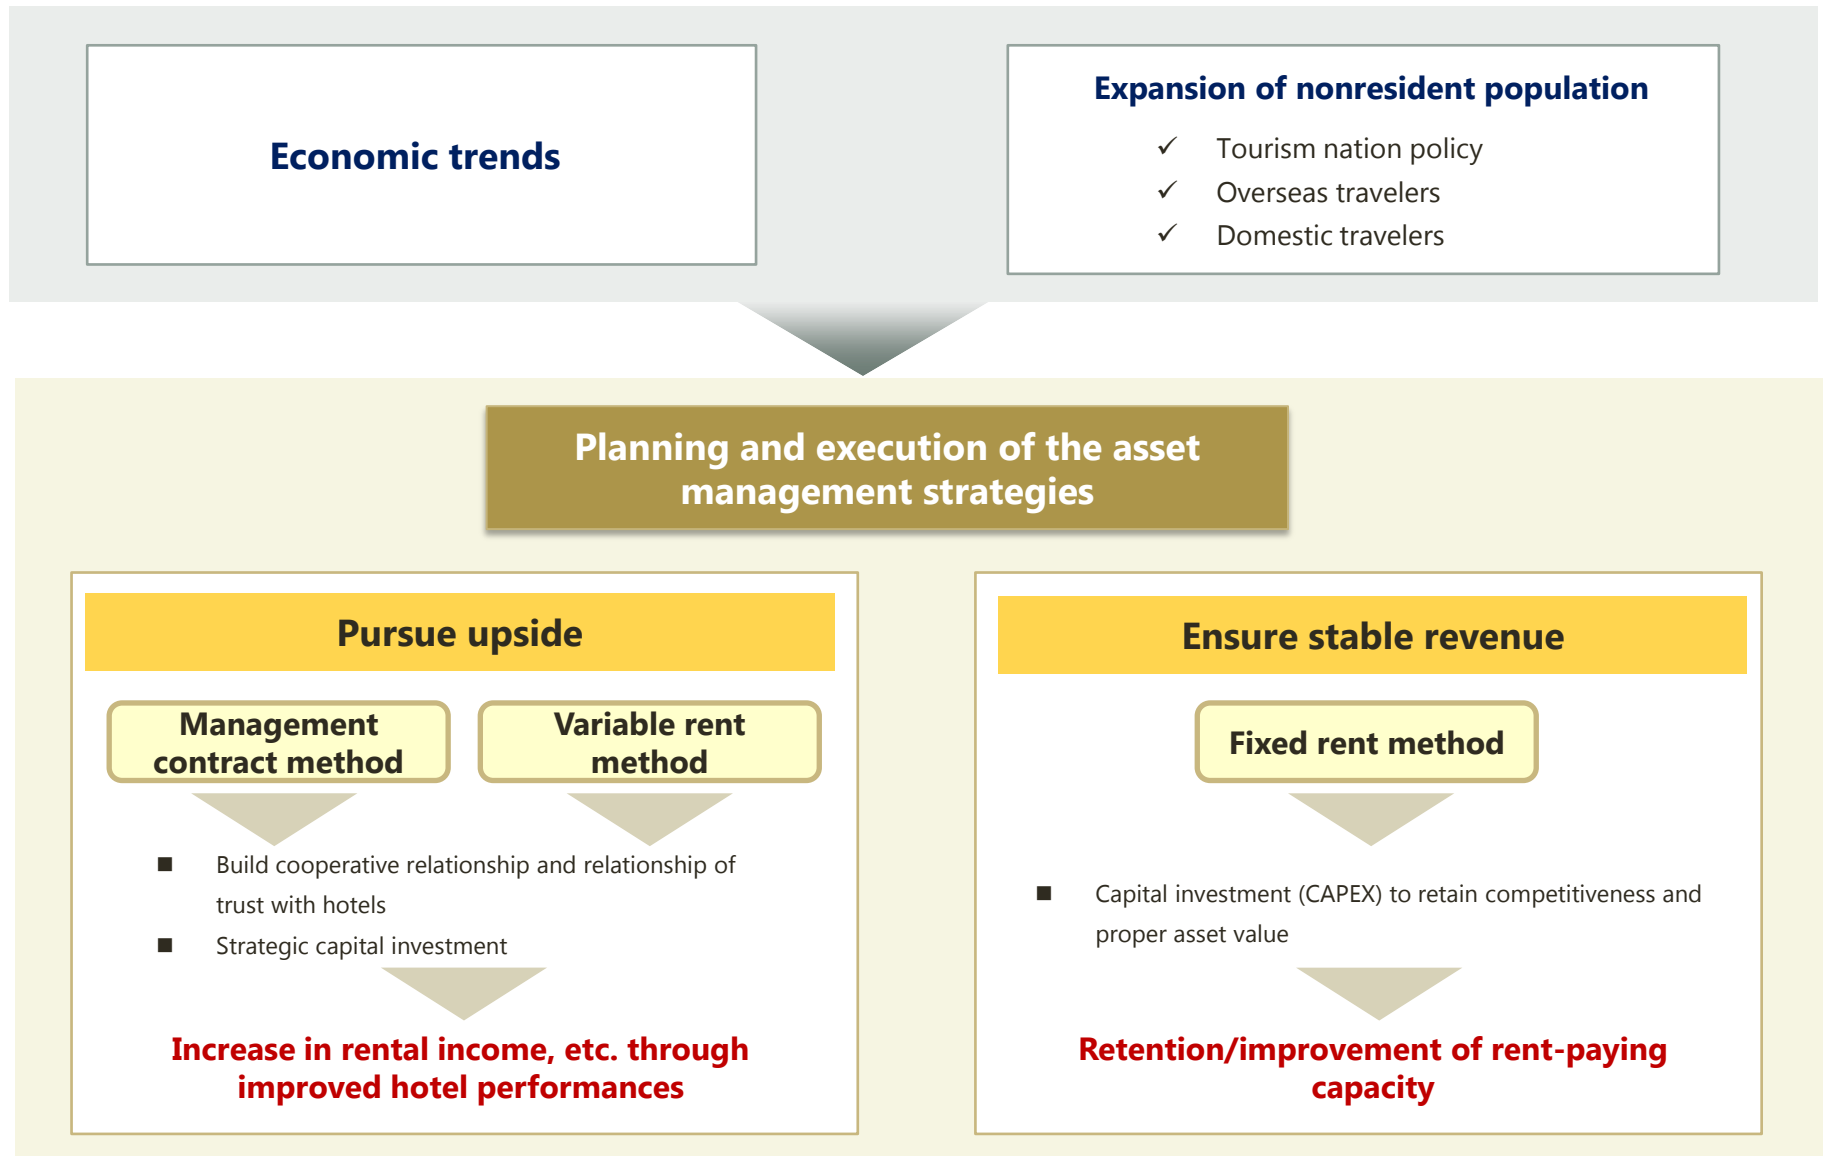 Economic trends
Expansion of nonresident population
✓ Tourism nation policy
✓ Overseas travelers
✓ Domestic travelers
Planning and execution of the asset
management strategies
Pursue upside
Management
contract method
Variable rent
method
■ Build cooperative relationship and relationship of
trust with hotels
■ Strategic capital investment
Increase in rental income, etc. through
improved hotel performances
Ensure stable revenue
Fixed rent method
■ Capital investment (CAPEX) to retain competitiveness and
proper asset value
Retention/improvement of rent-paying
capacity